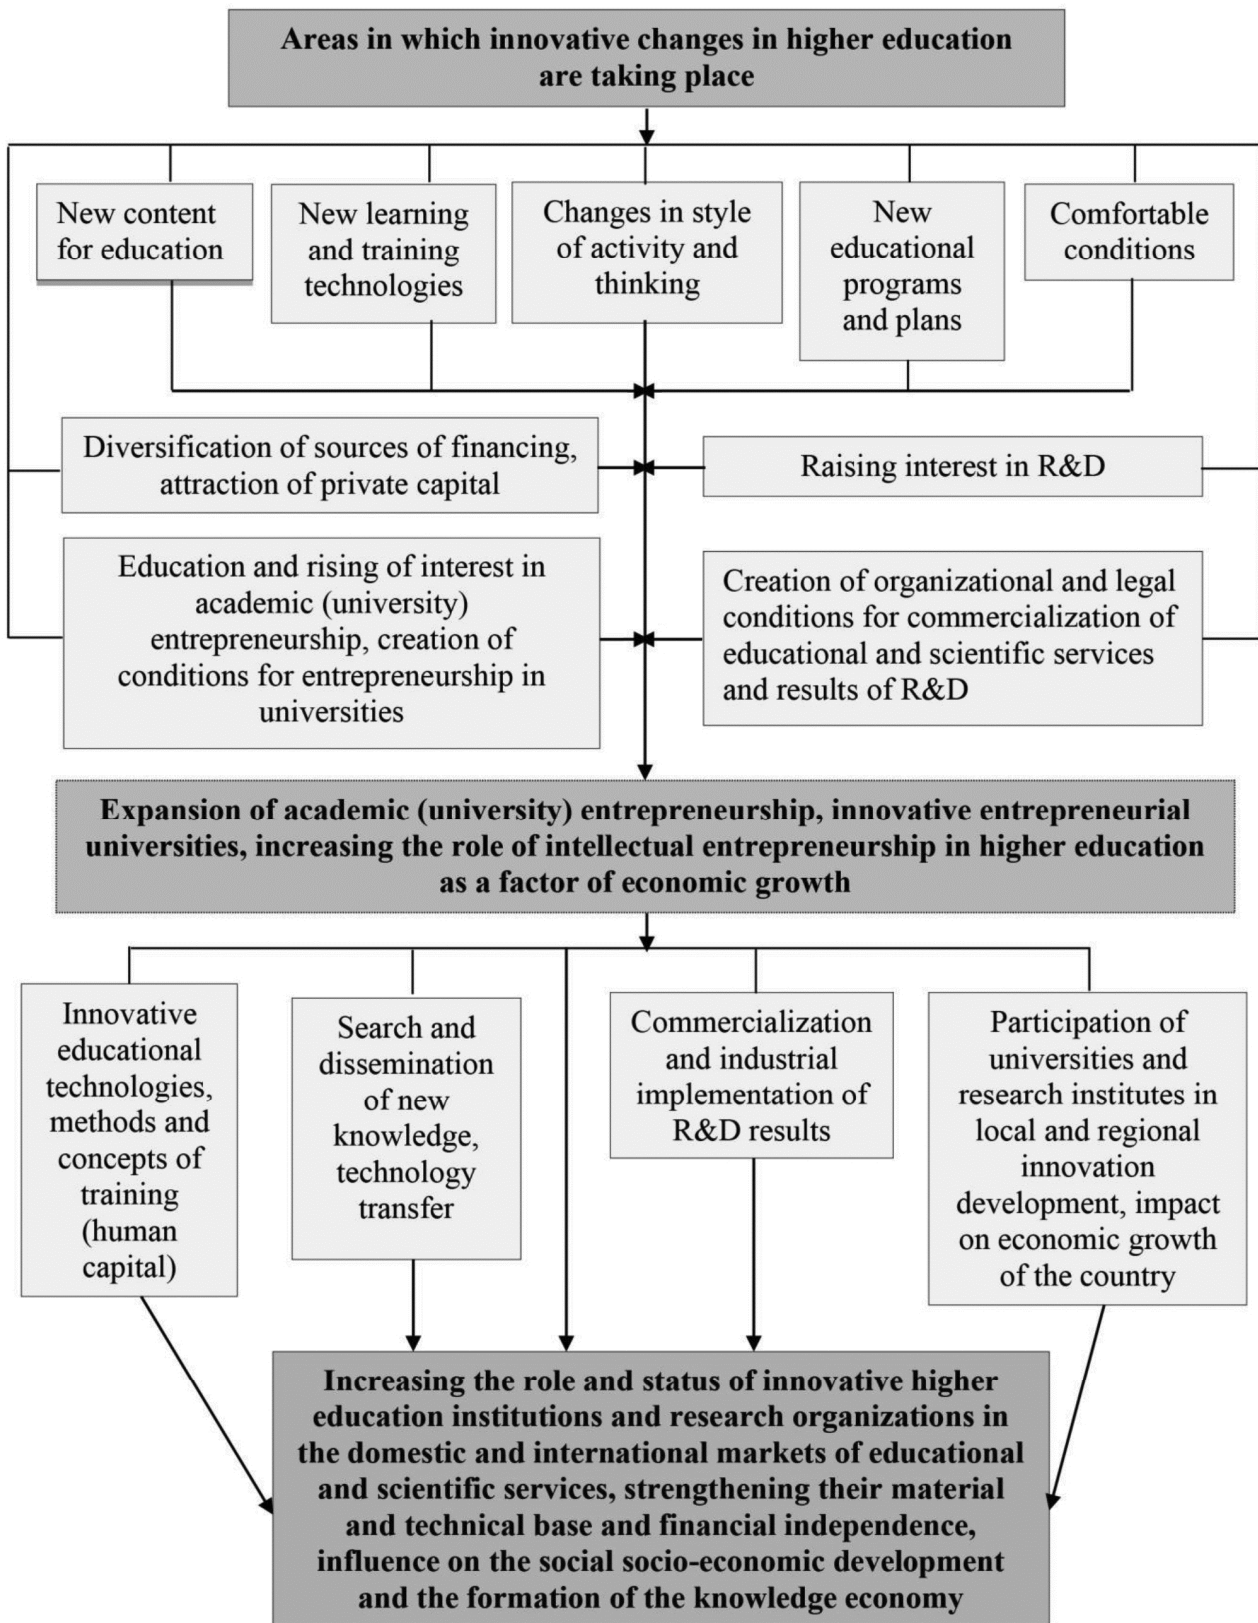 Areas in which innovative changes in higher education
are taking place
New content
for education
New learning
and training
technologies
Changes in style
of activity and
thinking
New
educational
programs
and plans
Comfortable
conditions
Diversification of sources of financing,
attraction of private capital
Raising interest in R&D
Education and rising of interest in
academic (university)
entrepreneurship, creation of
conditions for entrepreneurship in
universities
Creation of organizational and legal
conditions for commercialization of
educational and scientific services
and results of R&D
Expansion of academic (university) entrepreneurship, innovative entrepreneurial
universities, increasing the role of intellectual entrepreneurship in higher education
as a factor of economic growth
Innovative
educational
technologies,
methods and
concepts of
training
(human
capital)
Search and
dissemination
of new
knowledge,
technology
transfer
Commercialization
and industrial
implementation of
R&D results
Participation of
universities and
research institutes in
local and regional
innovation
development, impact
on economic growth
of the country
Increasing the role and status of innovative higher
education institutions and research organizations in
the domestic and international markets of educational
and scientific services, strengthening their material
and technical base and financial independence,
influence on the social socio-economic development
and the formation of the knowledge economy